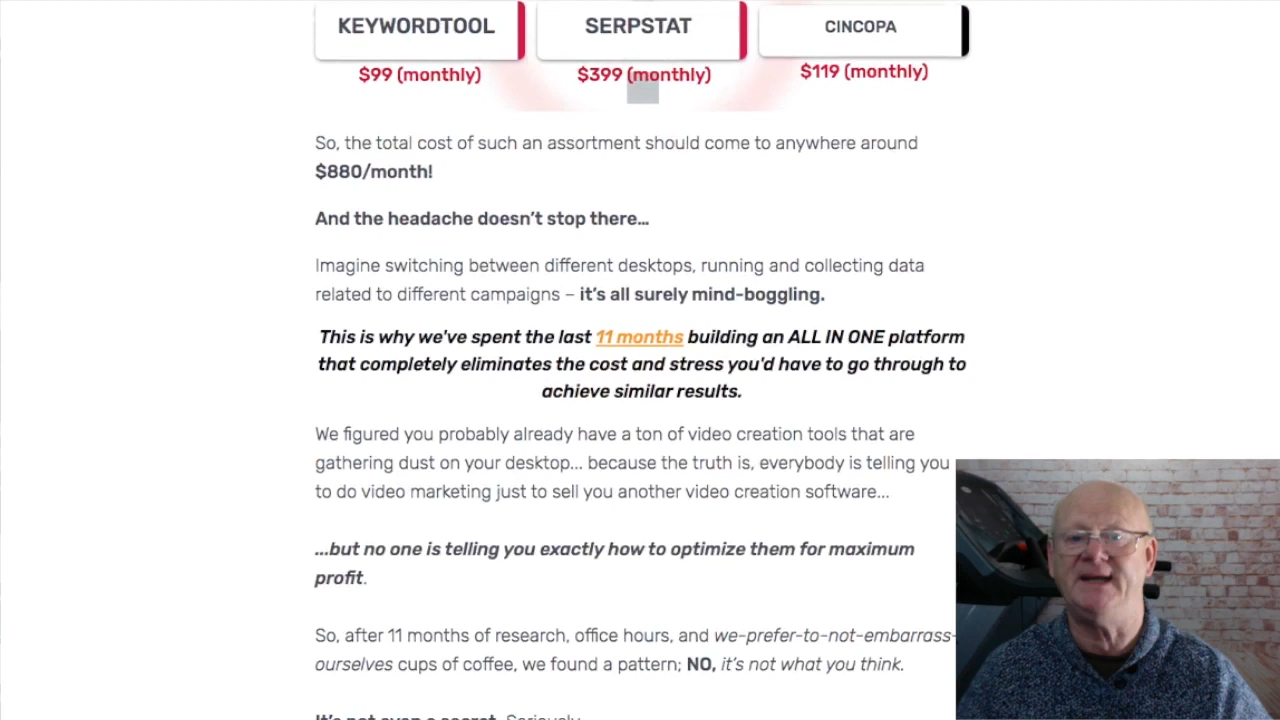 KEYWORDTOOL SERPSTAT CINCOPA
$99 (monthly) $399 (monthly) $119 (monthly)
So, the total cost of such an assortment should come to anywhere around
$880/month!
And the headache doesn’t stop there…
Imagine switching between different desktops, running and collecting data
related to different campaigns – it’s all surely mind-boggling.
This is why we've spent the last 11 months building an ALL IN ONE platform
that completely eliminates the cost and stress you'd have to go through to
achieve similar results.
We figured you probably already have a ton of video creation tools that are
gathering dust on your desktop... because the truth is, everybody is telling you
to do video marketing just to sell you another video creation software...
...but no one is telling you exactly how to optimize them for maximum
profit.
So, after 11 months of research, office hours, and we-prefer-to-not-embarrass-
ourselves cups of coffee, we found a pattern; NO, it’s not what you think.
It's not even a secret. Seriously